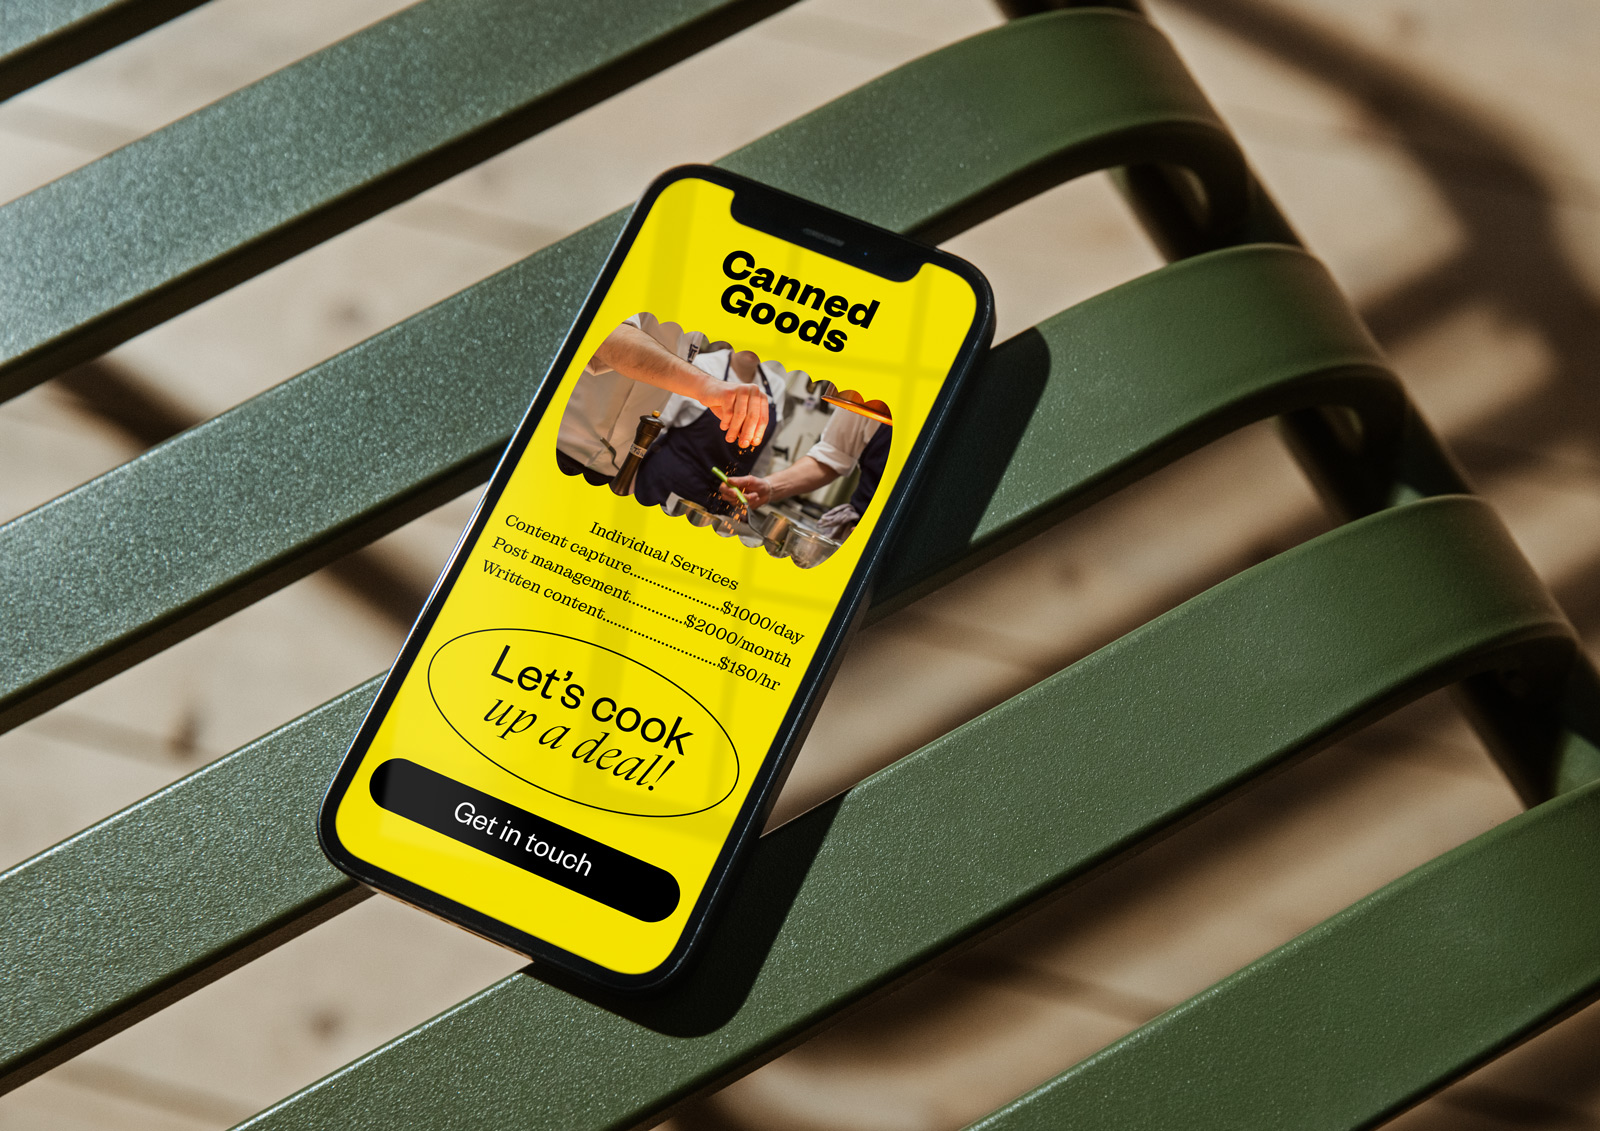 Canned
Goods
Individual Services
Content capture......................$1000/day
Post management.............$2000/month
Written content............................$180/hr
Let's cook
up a deal!
Get in touch